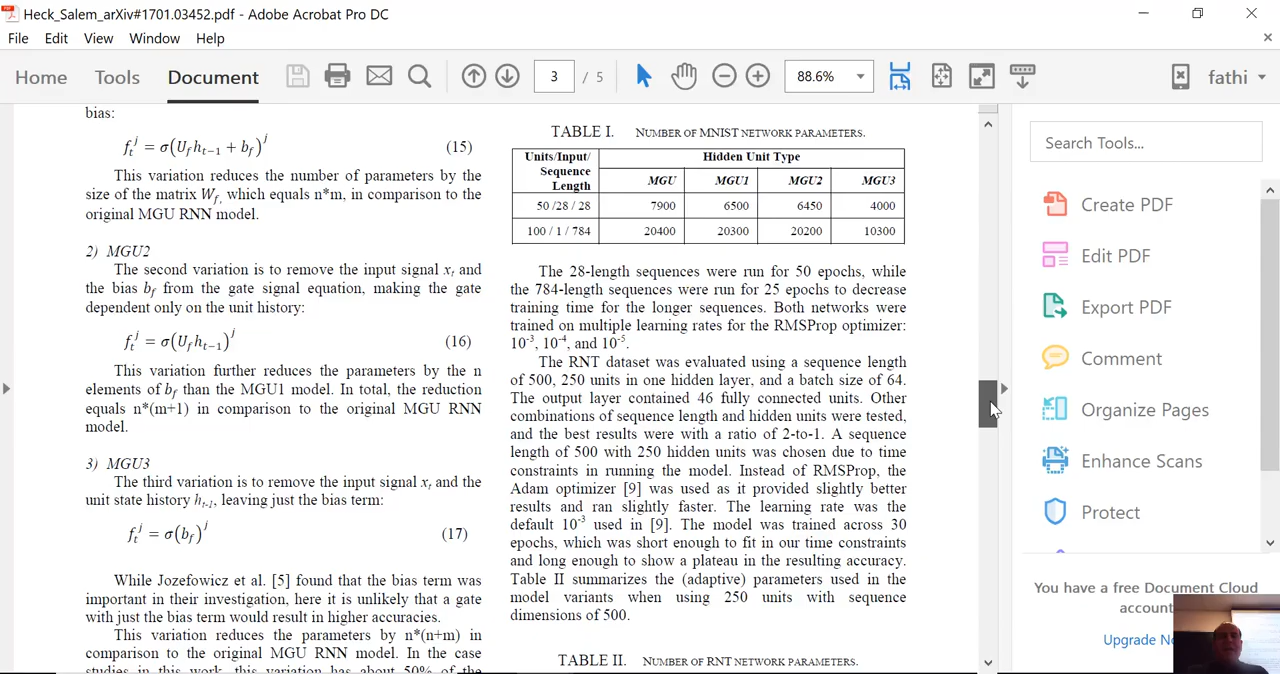 Heck_Salem_arXiv#1701.03452.pdf - Adobe Acrobat Pro DC
File Edit View Window Help
Home Tools Document 3 / 5 88.6% fathi
bias:
f_t^j = σ(U_f h_{t−1} + b_f)^j (15)
This variation reduces the number of parameters by the
size of the matrix W_f, which equals n*m, in comparison to the
original MGU RNN model.
2) MGU2
The second variation is to remove the input signal x_t and
the bias b_f from the gate signal equation, making the gate
dependent only on the unit history:
f_t^j = σ(U_f h_{t−1})^j (16)
This variation further reduces the parameters by the n
elements of b_f than the MGU1 model. In total, the reduction
equals n*(m+1) in comparison to the original MGU RNN
model.
3) MGU3
The third variation is to remove the input signal x_t and the
unit state history h_{t-1}, leaving just the bias term:
f_t^j = σ(b_f)^j (17)
While Jozefowicz et al. [5] found that the bias term was
important in their investigation, here it is unlikely that a gate
with just the bias term would result in higher accuracies.
This variation reduces the parameters by n*(n+m) in
comparison to the original MGU RNN model. In the case
studies in this work, this variation has about 50% of the
TABLE I. NUMBER OF MNIST NETWORK PARAMETERS.
Units/Input/ Hidden Unit Type
Sequence
Length MGU MGU1 MGU2 MGU3
50 /28 / 28 7900 6500 6450 4000
100 / 1 / 784 20400 20300 20200 10300
The 28-length sequences were run for 50 epochs, while
the 784-length sequences were run for 25 epochs to decrease
training time for the longer sequences. Both networks were
trained on multiple learning rates for the RMSProp optimizer:
10^-3, 10^-4, and 10^-5.
The RNT dataset was evaluated using a sequence length
of 500, 250 units in one hidden layer, and a batch size of 64.
The output layer contained 46 fully connected units. Other
combinations of sequence length and hidden units were tested,
and the best results were with a ratio of 2-to-1. A sequence
length of 500 with 250 hidden units was chosen due to time
constraints in running the model. Instead of RMSProp, the
Adam optimizer [9] was used as it provided slightly better
results and ran slightly faster. The learning rate was the
default 10^-3 used in [9]. The model was trained across 30
epochs, which was short enough to fit in our time constraints
and long enough to show a plateau in the resulting accuracy.
Table II summarizes the (adaptive) parameters used in the
model variants when using 250 units with sequence
dimensions of 500.
TABLE II. NUMBER OF RNT NETWORK PARAMETERS.
Search Tools...
Create PDF
Edit PDF
Export PDF
Comment
Organize Pages
Enhance Scans
Protect
You have a free Document Cloud
account
Upgrade